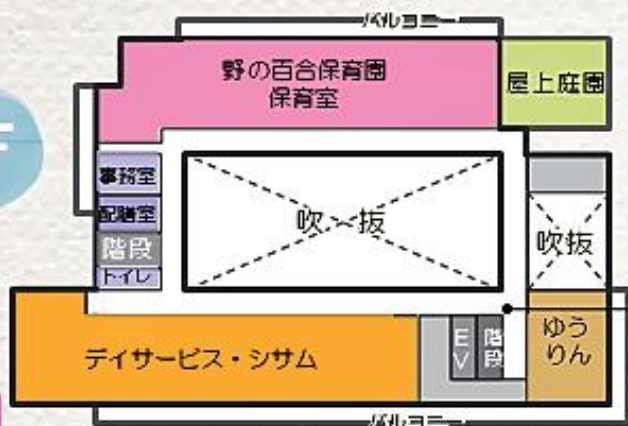 バルコニー
野の百合保育園
保育室
屋上庭園
事務室
配膳室
階段
トイレ
吹 抜
吹抜
デイサービス・シサム
EV
階段
ゆう
りん
バルコニー